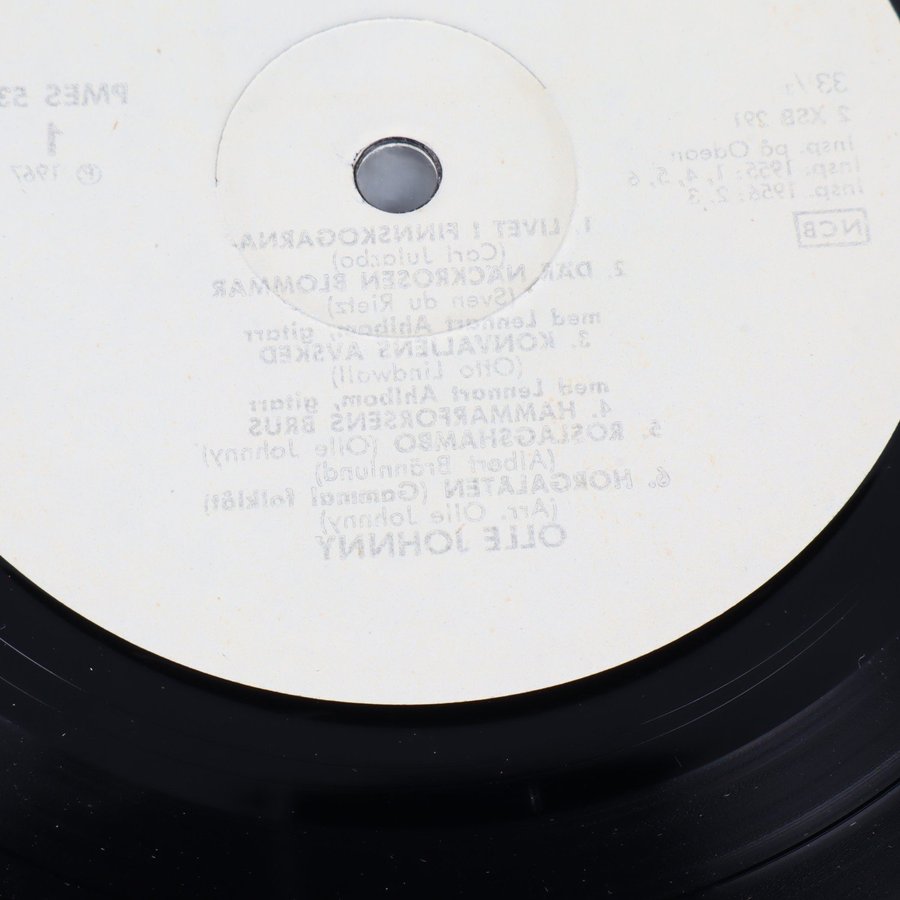 33 ⅓
2 XSB 291
Insp. på Odeon
Insp. 1955: 1, 4, 5, 6
Insp. 1956: 2, 3
NCB
PMES 53
1
℗ 1967
1. LIVET I FINNSKOGARNA
(Carl Jularbo)
2. DÄR NÄCKROSEN BLOMMAR
(Sven du Rietz)
med Lennart Ahlbom, gitarr
3. KONVALJENS AVSKED
(Otto Lindwall)
med Lennart Ahlbom, gitarr
4. HAMMARFORSENS BRUS
(Albert Brännlund)
5. ROSLAGSHAMBO (Olle Johnny)
6. HORGALÅTEN (Gammal folklåt)
(Arr. Olle Johnny)
OLLE JOHNNY